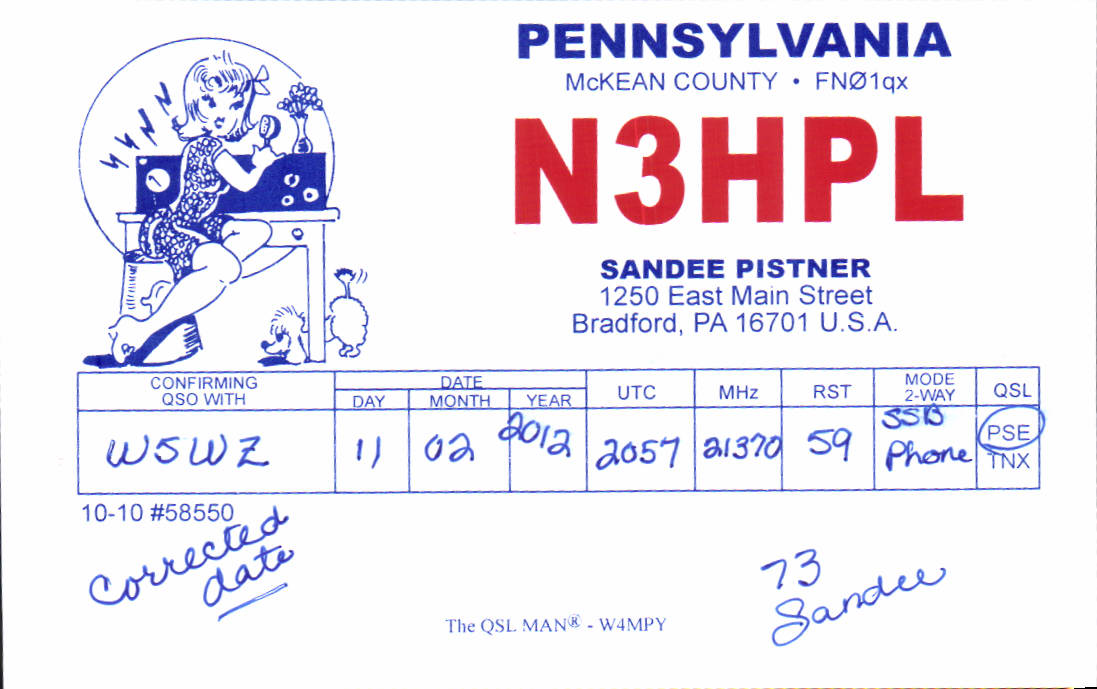 PENNSYLVANIA
McKEAN COUNTY • FNØ1qx
N3HPL
SANDEE PISTNER
1250 East Main Street
Bradford, PA 16701 U.S.A.
CONFIRMING QSO WITH DATE DAY MONTH YEAR UTC MHz RST MODE 2-WAY QSL
W5WZ 11 02 2012 2057 21370 59 SSB Phone PSE TNX
10-10 #58550
Corrected
date
73
Sandee
The QSL MAN® - W4MPY